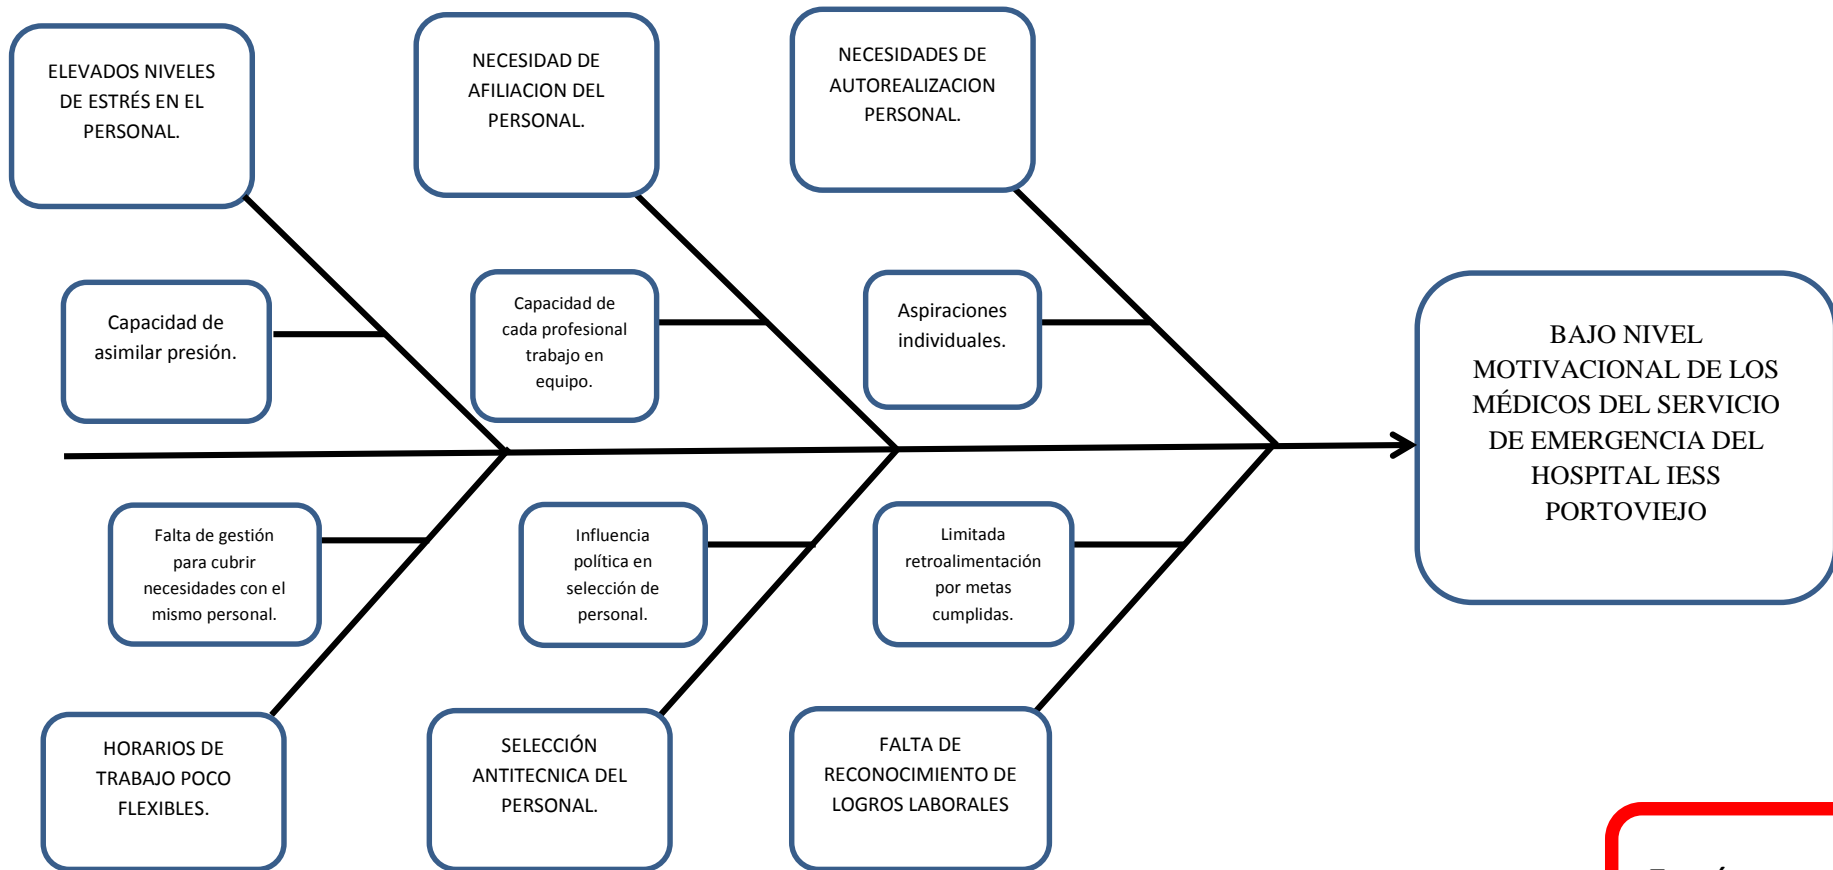 ELEVADOS NIVELES
DE ESTRÉS EN EL
PERSONAL.
NECESIDAD DE
AFILIACION DEL
PERSONAL.
NECESIDADES DE
AUTOREALIZACION
PERSONAL.
Capacidad de
asimilar presión.
Capacidad de
cada profesional
trabajo en
equipo.
Aspiraciones
individuales.
BAJO NIVEL
MOTIVACIONAL DE LOS
MÉDICOS DEL SERVICIO
DE EMERGENCIA DEL
HOSPITAL IESS
PORTOVIEJO
Falta de gestión
para cubrir
necesidades con el
mismo personal.
Influencia
política en
selección de
personal.
Limitada
retroalimentación
por metas
cumplidas.
HORARIOS DE
TRABAJO POCO
FLEXIBLES.
SELECCIÓN
ANTITECNICA DEL
PERSONAL.
FALTA DE
RECONOCIMIENTO DE
LOGROS LABORALES